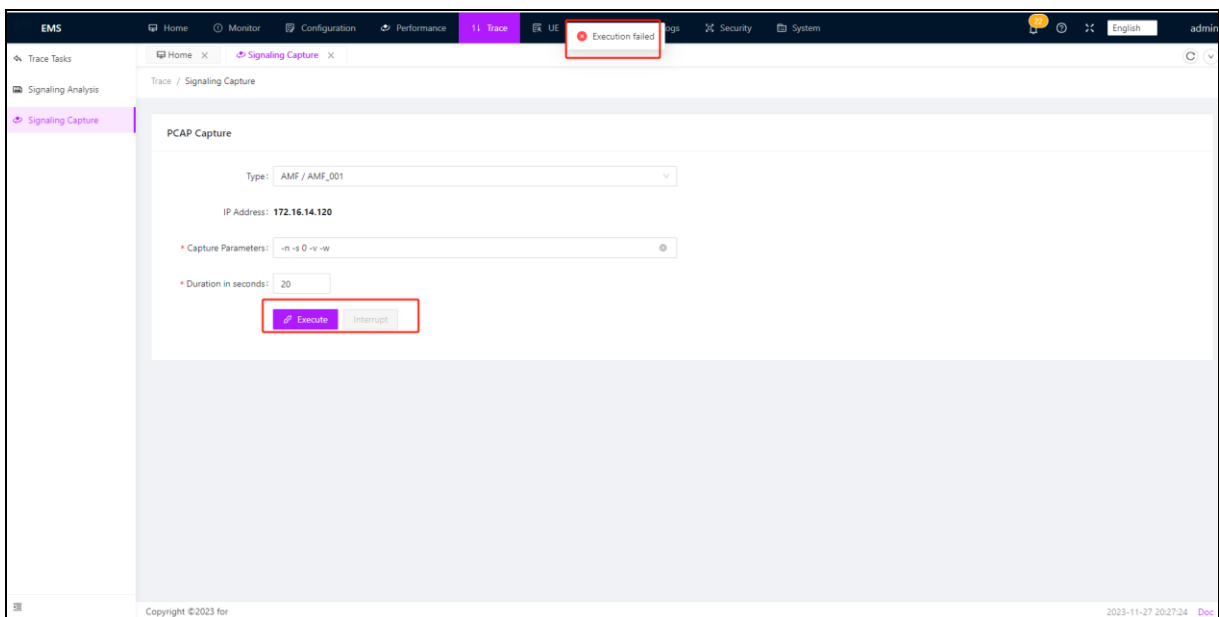 EMS Home Monitor Configuration Performance Trace UE Execution failed ogs Security System 22 English admin
Trace Tasks Home Signaling Capture
Trace / Signaling Capture
Signaling Analysis
Signaling Capture
PCAP Capture
Type: AMF / AMF_001
IP Address: 172.16.14.120
* Capture Parameters: -n -s 0 -v -w
* Duration in seconds: 20
Execute Interrupt
Copyright ©2023 for 2023-11-27 20:27:24 Doc